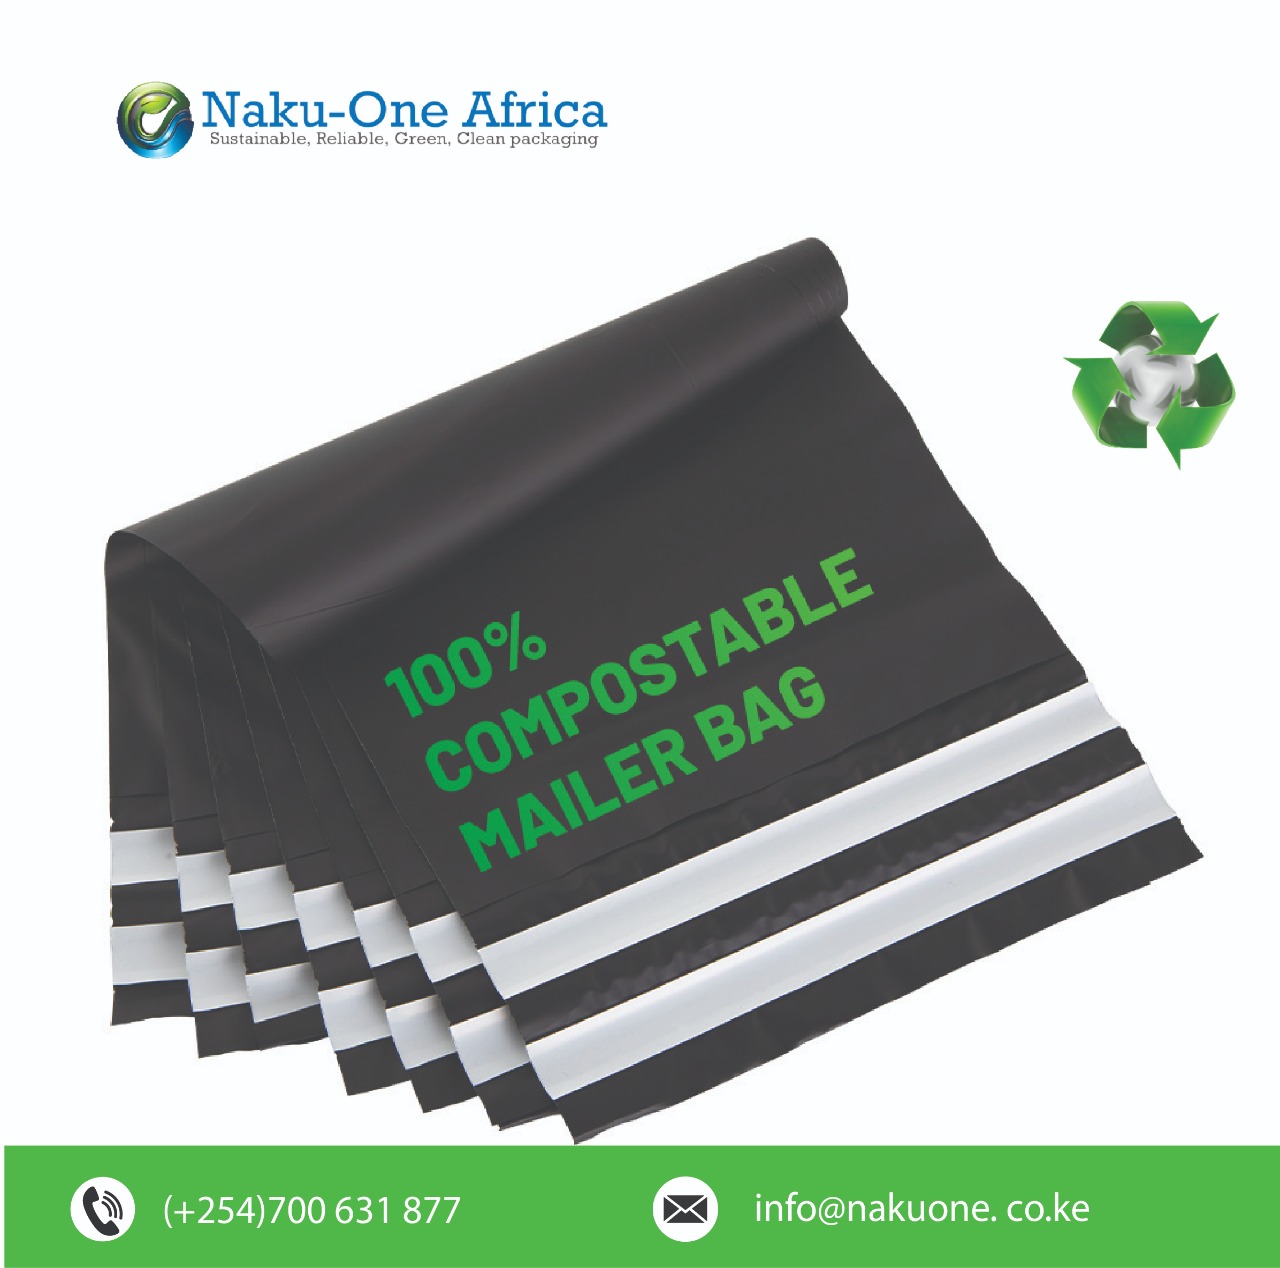 Naku-One Africa
Sustainable, Reliable, Green, Clean packaging
100%
COMPOSTABLE
MAILER BAG
(+254)700 631 877
info@nakuone. co.ke